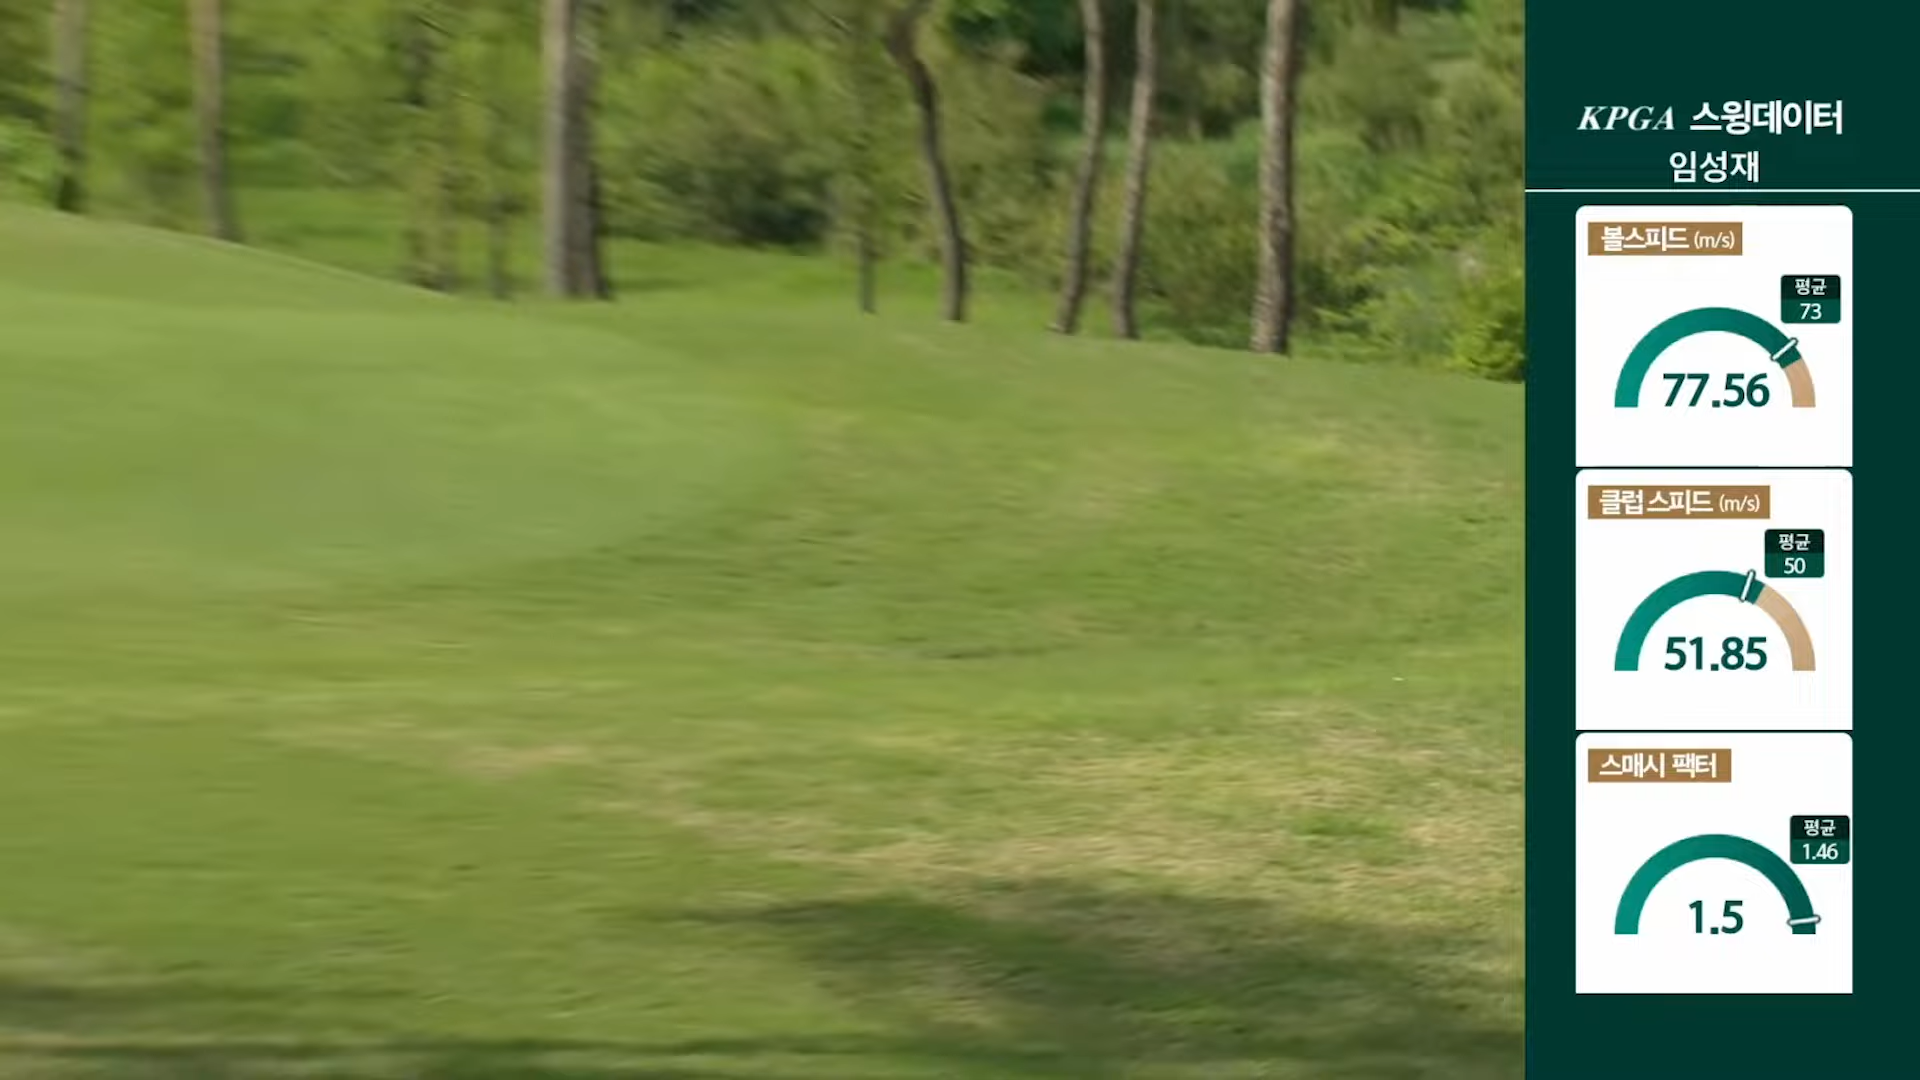 KPGA 스윙데이터
임성재
볼스피드 (m/s)
평균
73
77.56
클럽 스피드 (m/s)
평균
50
51.85
스매시 팩터
평균
1.46
1.5